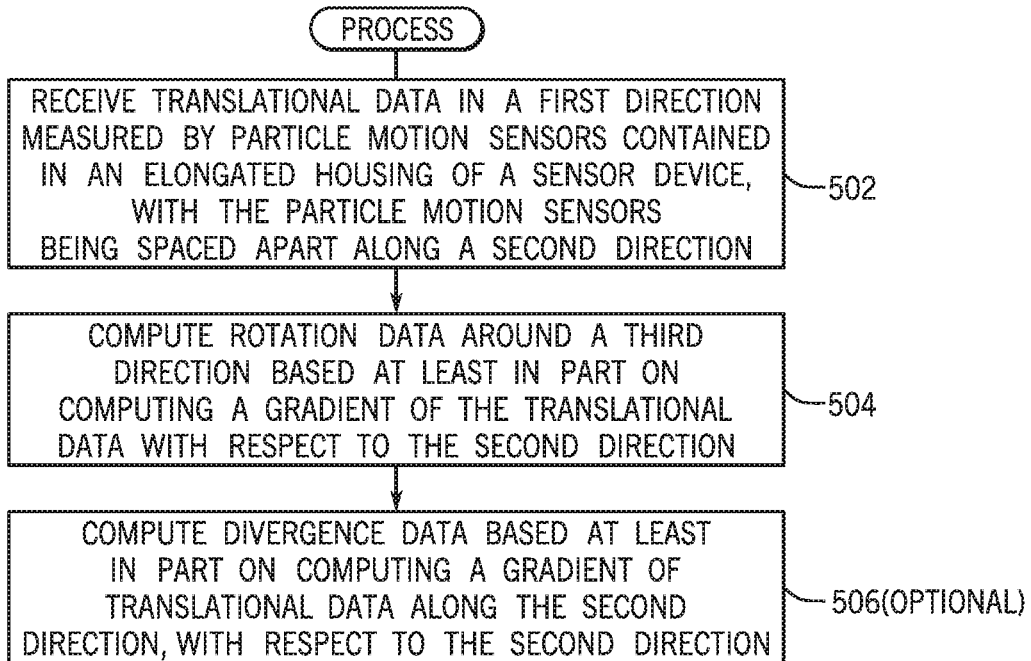 PROCESS
RECEIVE TRANSLATIONAL DATA IN A FIRST DIRECTION
MEASURED BY PARTICLE MOTION SENSORS CONTAINED
IN AN ELONGATED HOUSING OF A SENSOR DEVICE,
WITH THE PARTICLE MOTION SENSORS
BEING SPACED APART ALONG A SECOND DIRECTION
502
COMPUTE ROTATION DATA AROUND A THIRD
DIRECTION BASED AT LEAST IN PART ON
COMPUTING A GRADIENT OF THE TRANSLATIONAL
DATA WITH RESPECT TO THE SECOND DIRECTION
504
COMPUTE DIVERGENCE DATA BASED AT LEAST
IN PART ON COMPUTING A GRADIENT OF
TRANSLATIONAL DATA ALONG THE SECOND
DIRECTION, WITH RESPECT TO THE SECOND DIRECTION
506(OPTIONAL)